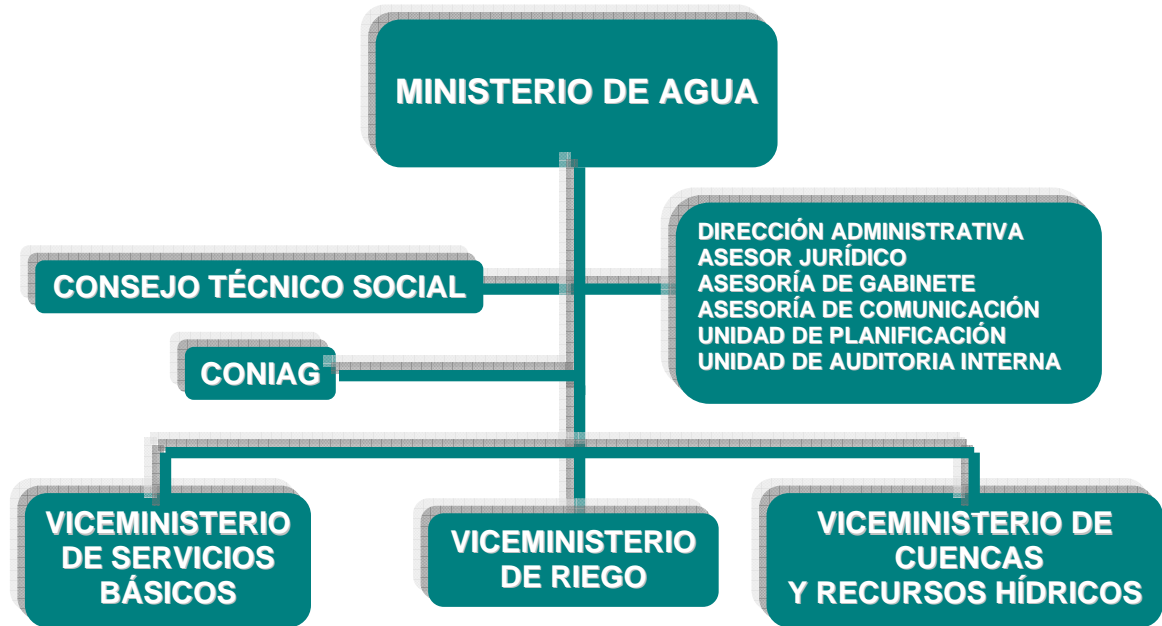 MINISTERIO DE AGUA
DIRECCIÓN ADMINISTRATIVA
ASESOR JURÍDICO
ASESORÍA DE GABINETE
ASESORÍA DE COMUNICACIÓN
UNIDAD DE PLANIFICACIÓN
UNIDAD DE AUDITORIA INTERNA
CONSEJO TÉCNICO SOCIAL
CONIAG
VICEMINISTERIO
DE SERVICIOS
BÁSICOS
VICEMINISTERIO
DE RIEGO
VICEMINISTERIO DE
CUENCAS
Y RECURSOS HÍDRICOS